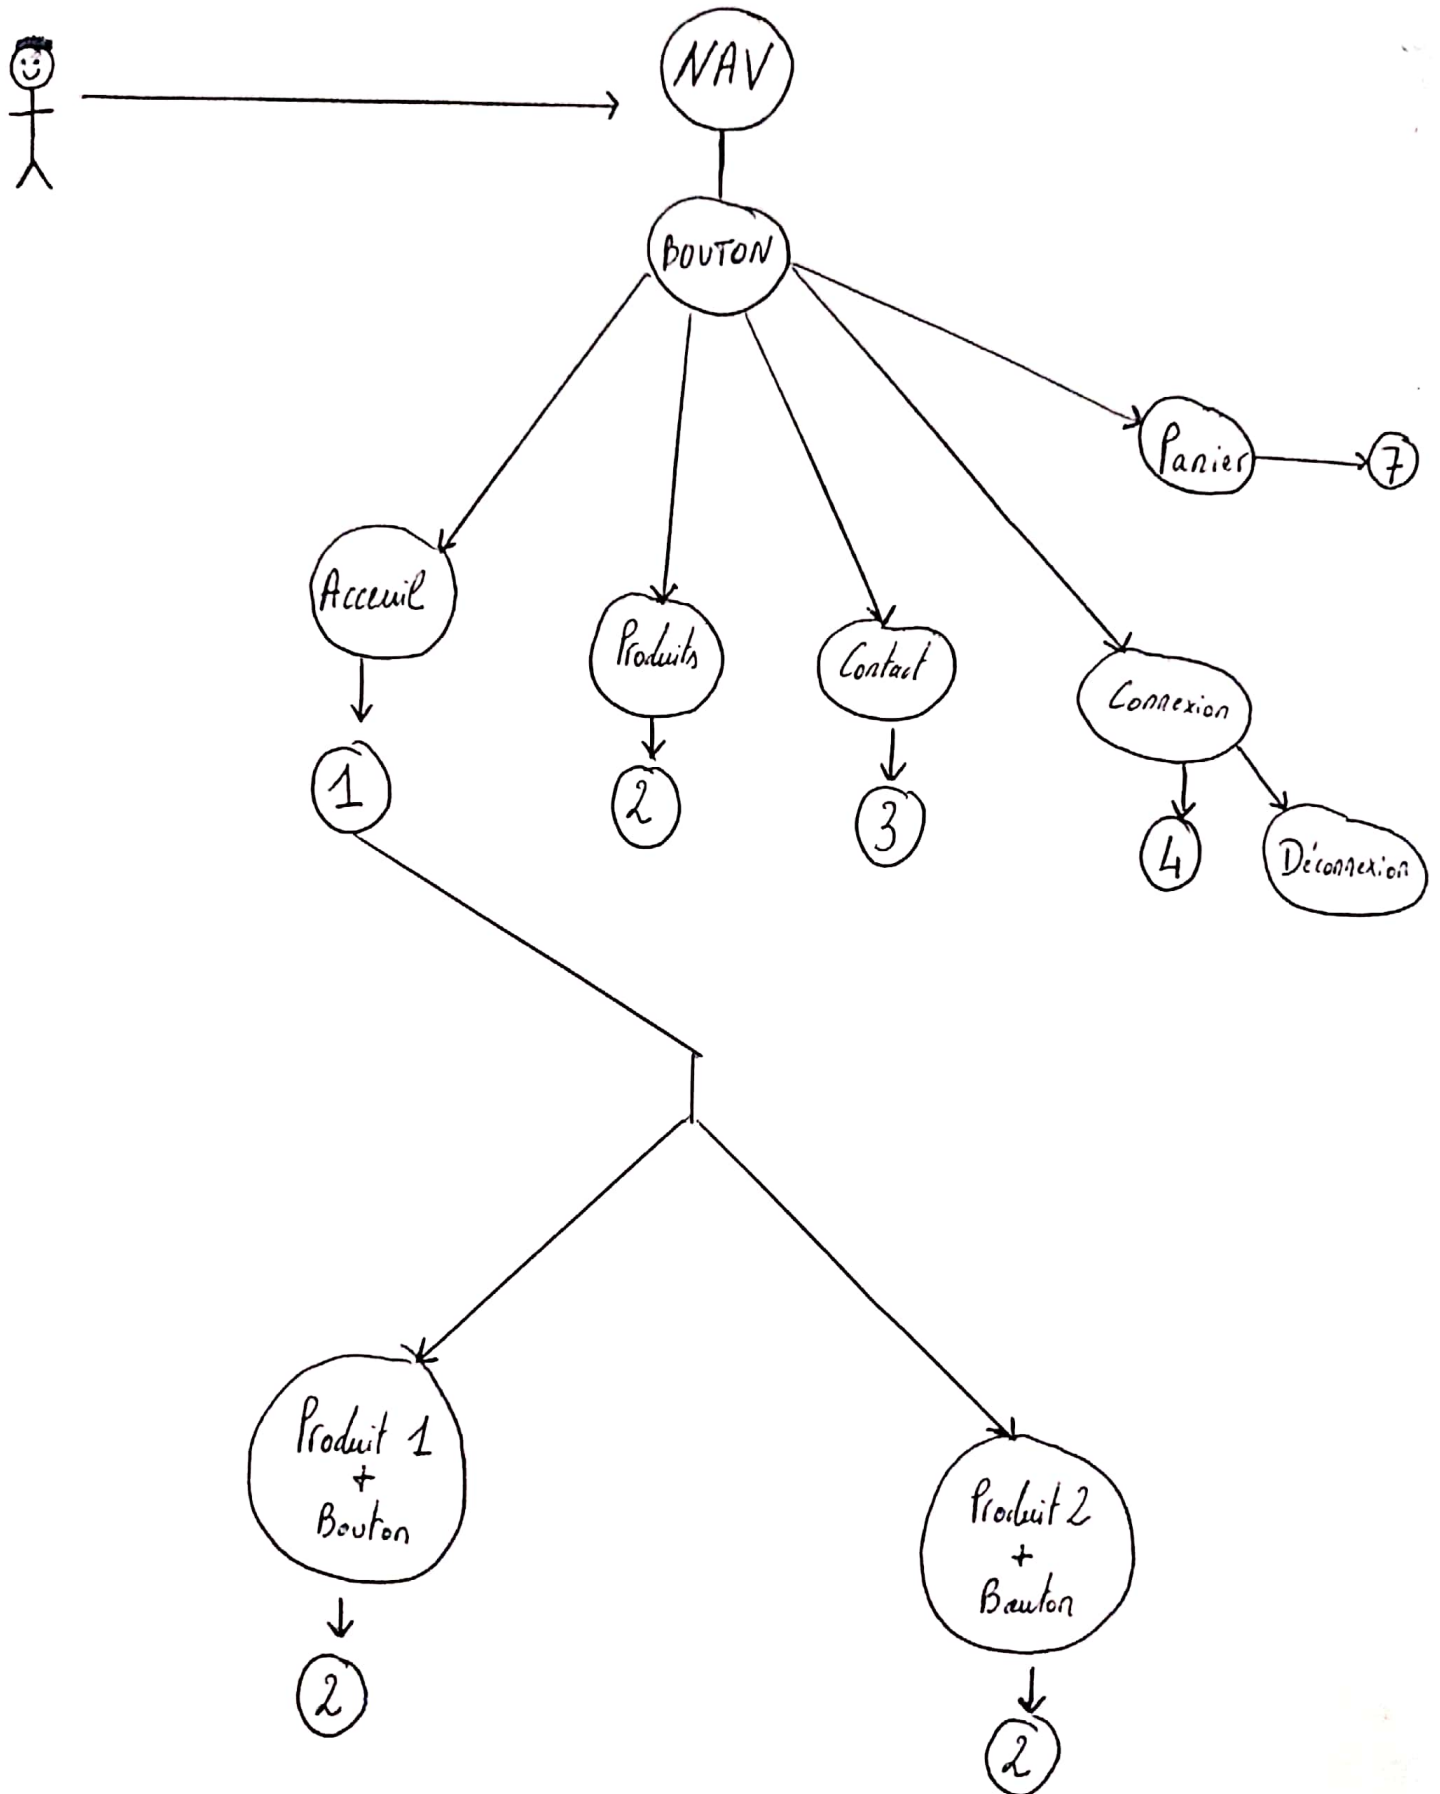 NAV
BOUTON
Panier
7
Acceuil
Produits
Contact
Connexion
1
2
3
4
Déconnexion
Produit 1
+
Bouton
2
Produit 2
+
Bouton
2